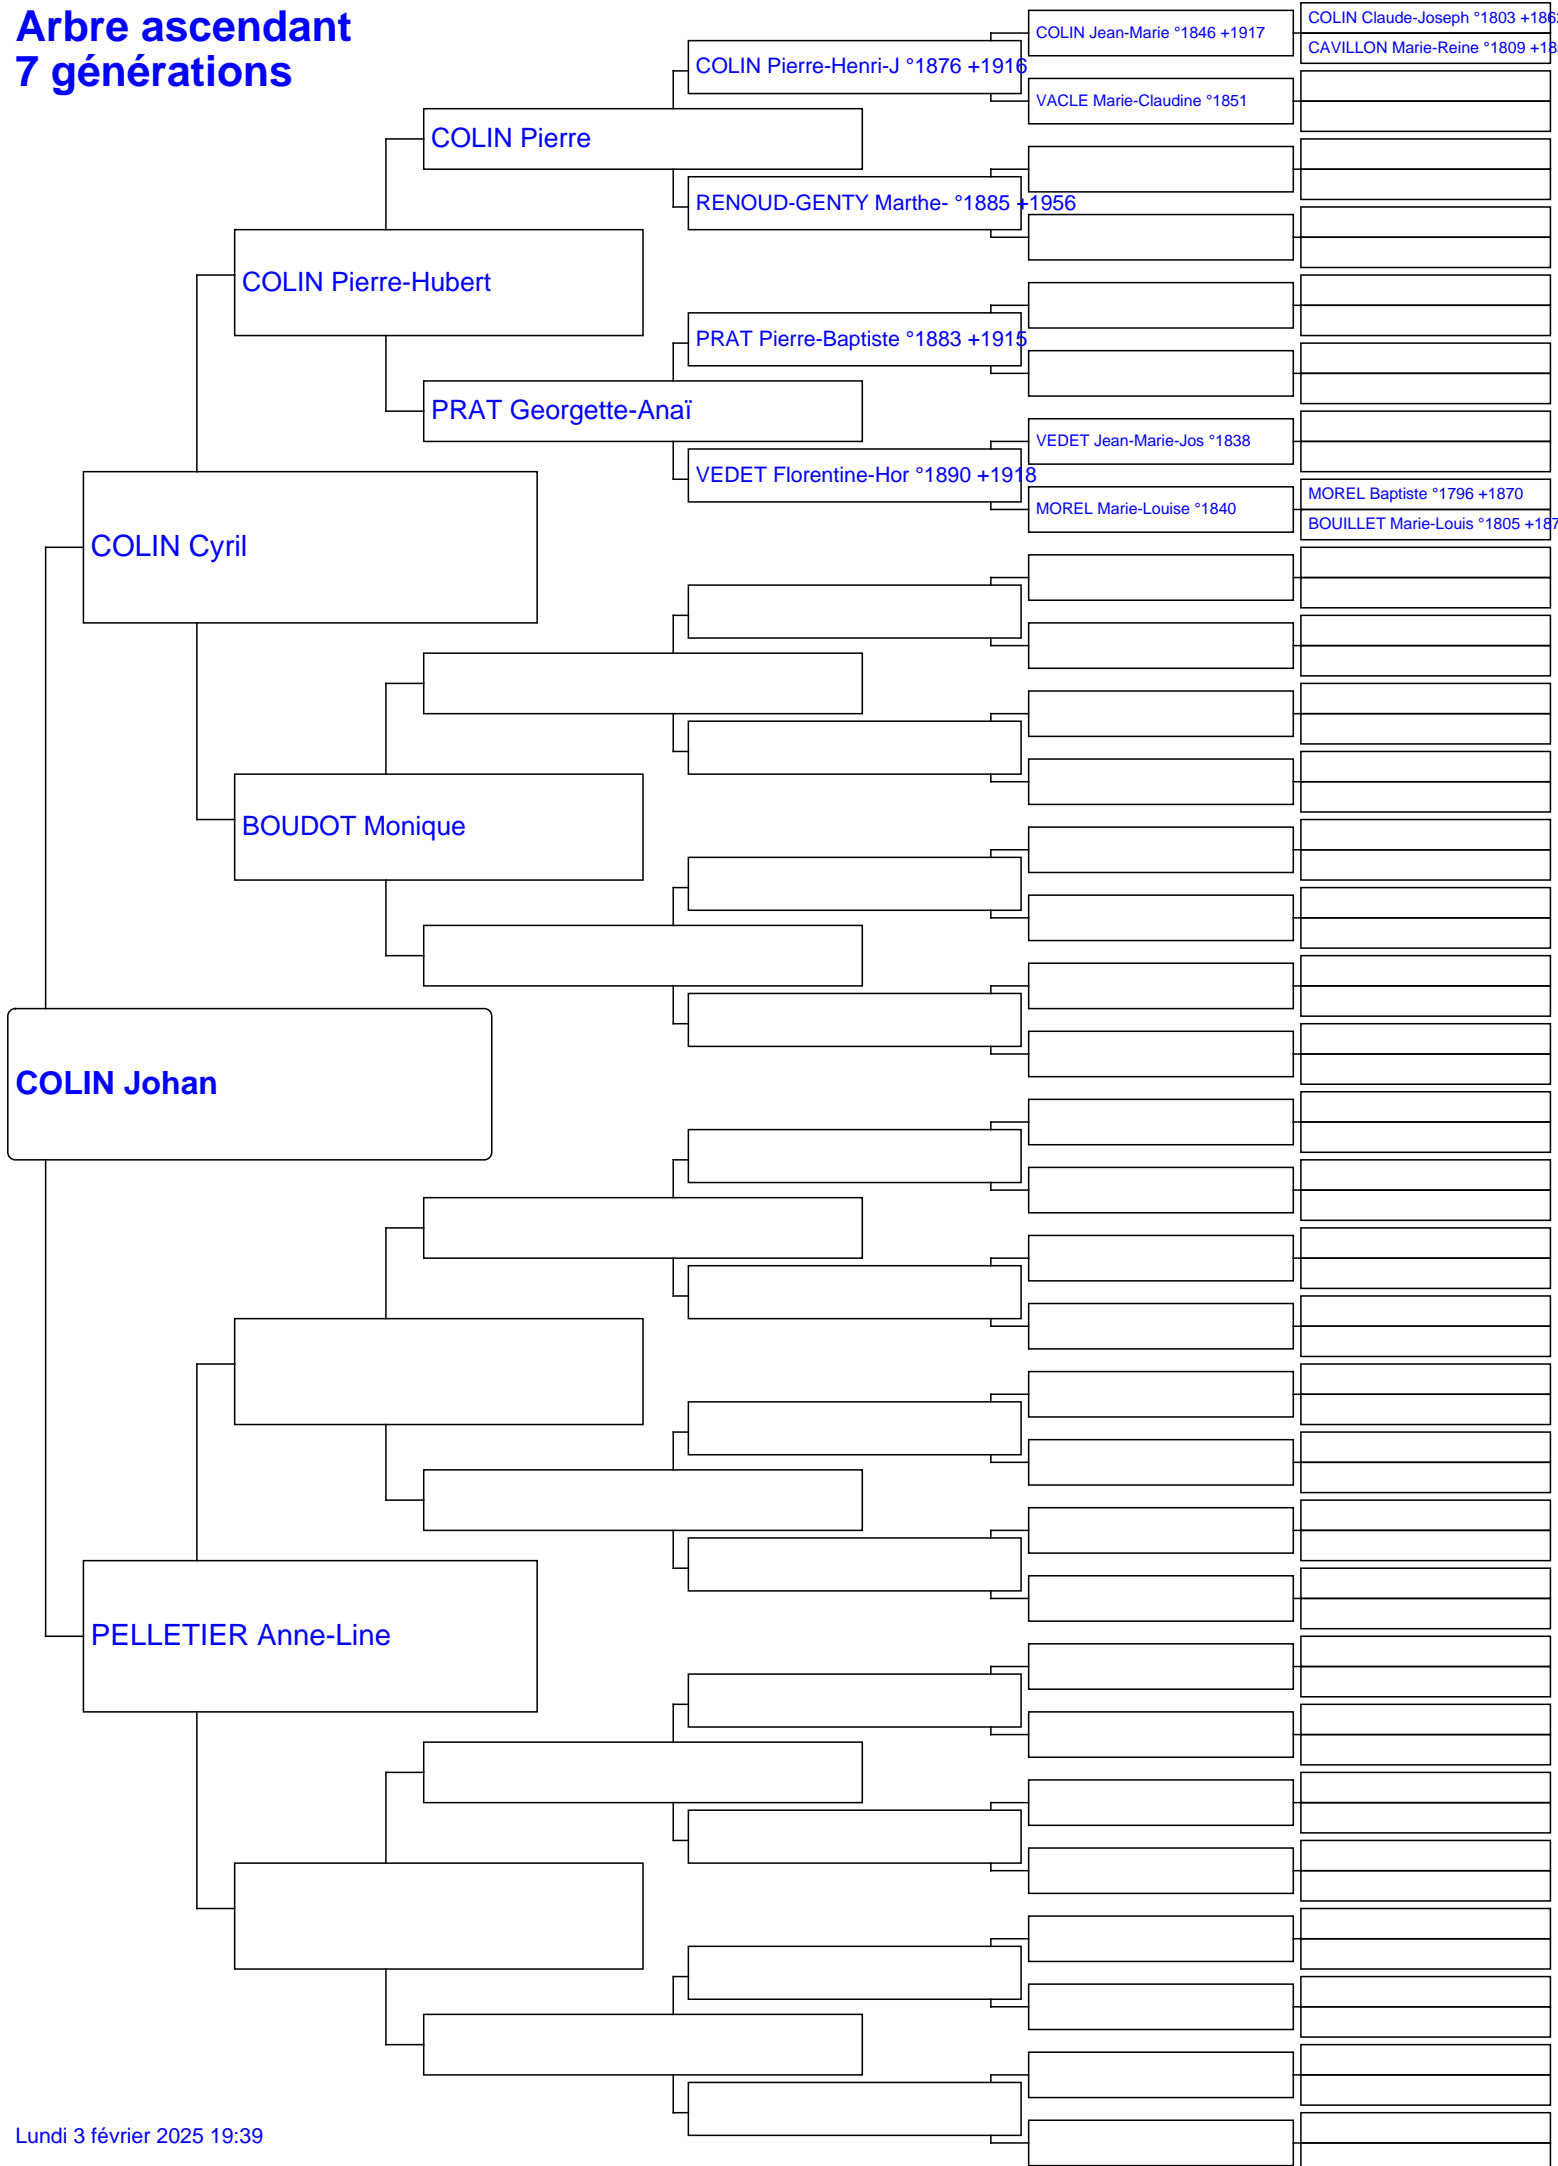 Arbre ascendant
7 générations
COLIN Jean-Marie °1846 +1917
COLIN Claude-Joseph °1803 +186
CAVILLON Marie-Reine °1809 +18
COLIN Pierre-Henri-J °1876 +1916
VACLE Marie-Claudine °1851
COLIN Pierre
RENOUD-GENTY Marthe- °1885 +1956
COLIN Pierre-Hubert
PRAT Pierre-Baptiste °1883 +1915
PRAT Georgette-Anaï
VEDET Jean-Marie-Jos °1838
VEDET Florentine-Hor °1890 +1918
MOREL Marie-Louise °1840
MOREL Baptiste °1796 +1870
BOUILLET Marie-Louis °1805 +187
COLIN Cyril
BOUDOT Monique
COLIN Johan
PELLETIER Anne-Line
Lundi 3 février 2025 19:39